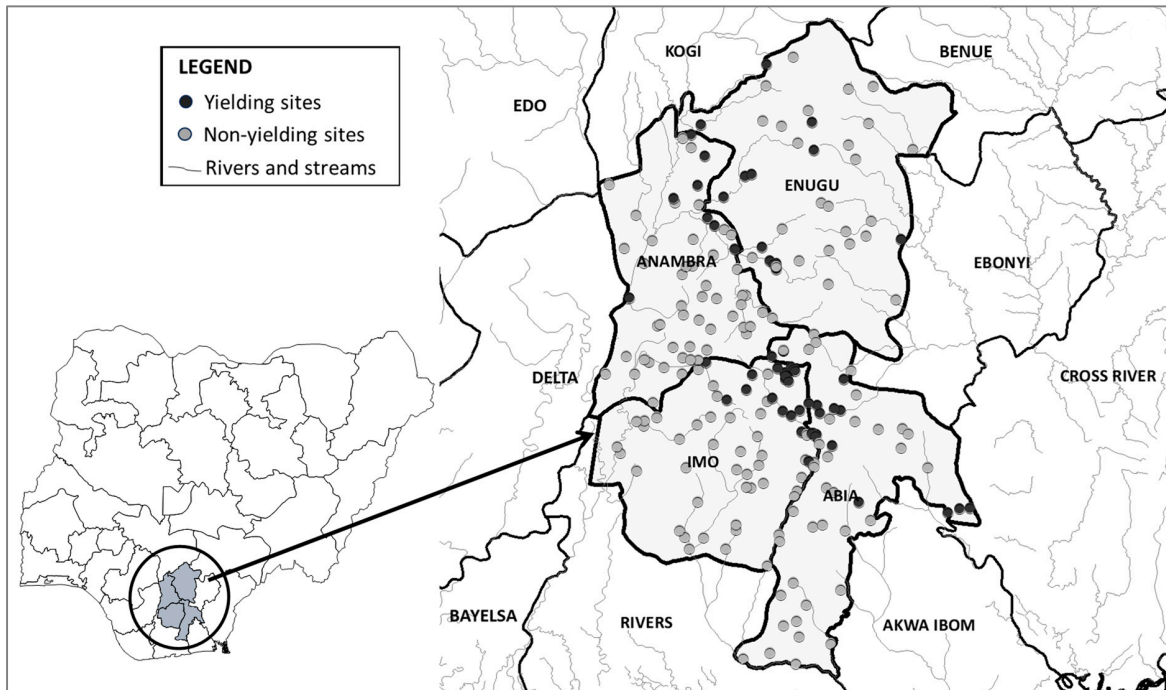 LEGEND
Yielding sites
Non-yielding sites
Rivers and streams
KOGI
BENUE
EDO
ENUGU
ANAMBRA
EBONYI
DELTA
CROSS RIVER
IMO
ABIA
BAYELSA
RIVERS
AKWA IBOM